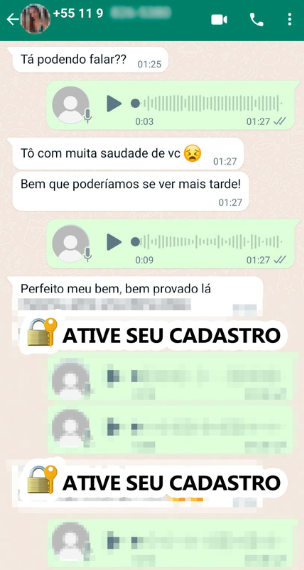 +55 11 9
Tá podendo falar??
01:25
0:03
01:27
Tô com muita saudade de vc
01:27
Bem que poderíamos se ver mais tarde!
01:27
0:09
01:27
Perfeito meu bem, bem provado lá
ATIVE SEU CADASTRO
ATIVE SEU CADASTRO